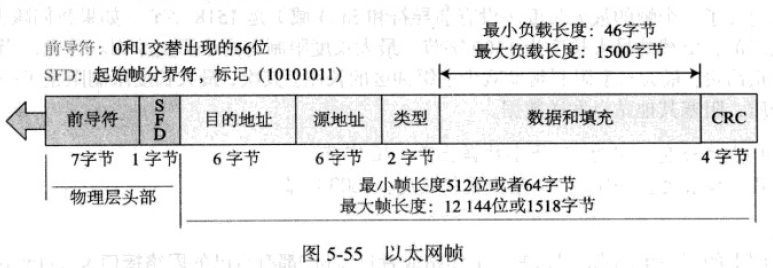 前导符：0和1交替出现的56位
SFD：起始帧分界符，标记（10101011）
最小负载长度：46字节
最大负载长度：1500字节
前导符 SFD 目的地址 源地址 类型 数据和填充 CRC
7字节 1字节 6字节 6字节 2字节 4字节
物理层头部
最小帧长度512位或者64字节
最大帧长度：12 144位或1518字节
图 5-55 以太网帧